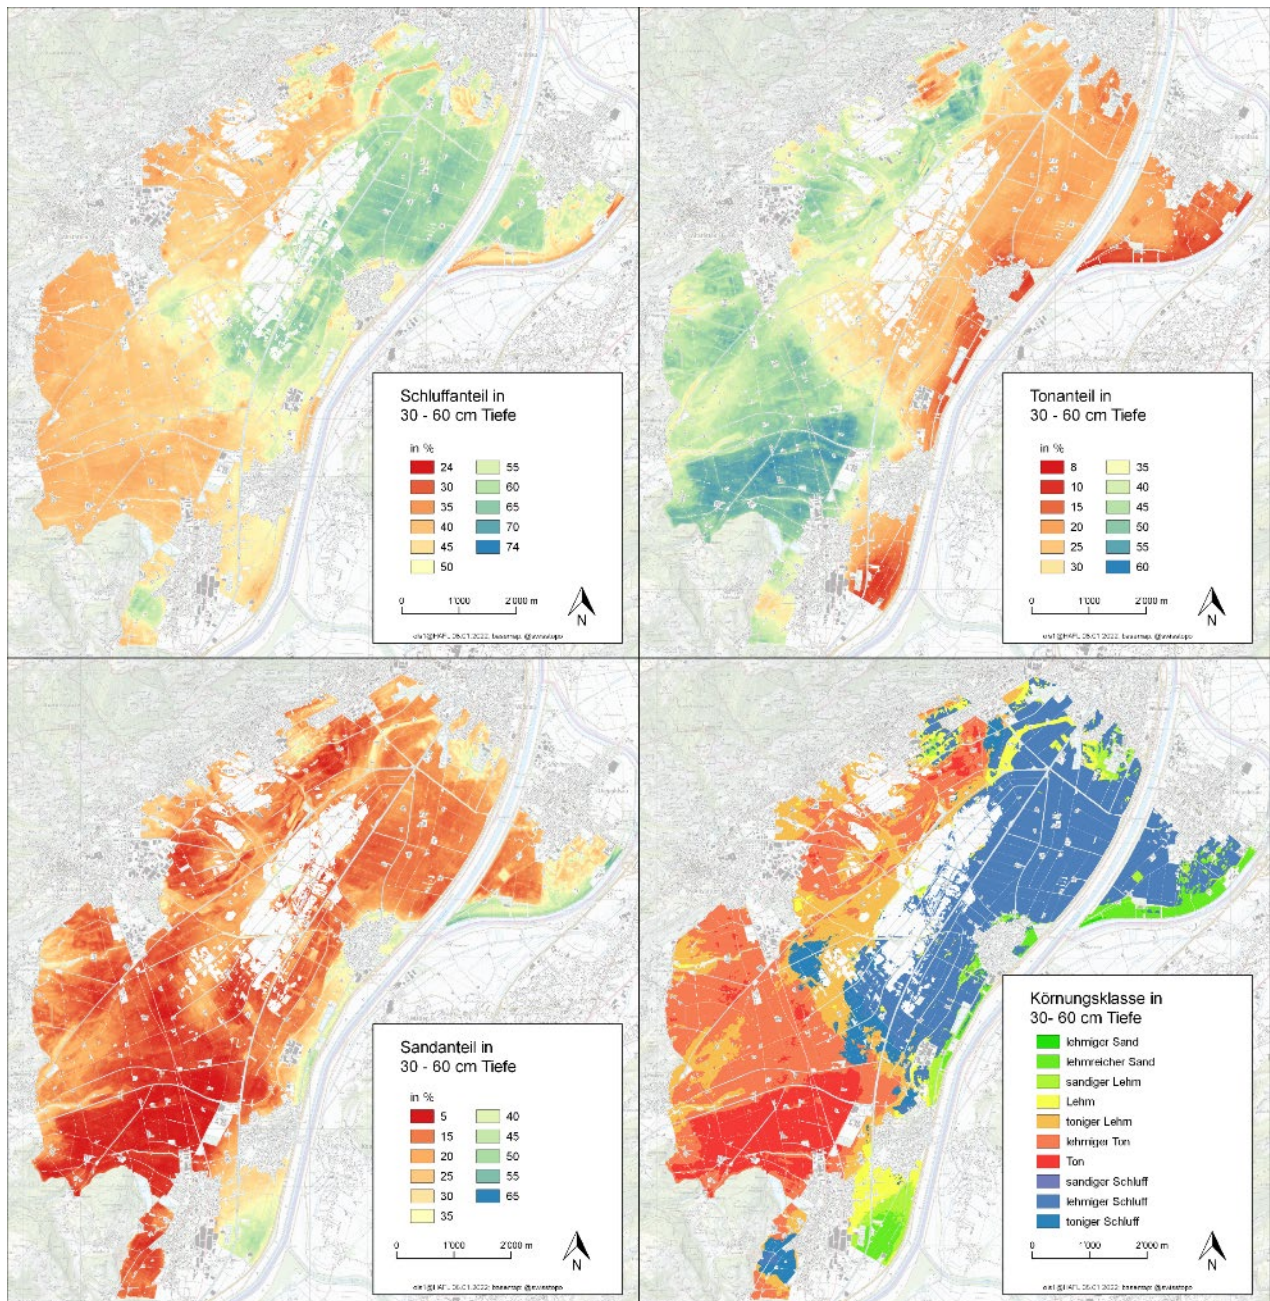 Schluffanteil in
30 - 60 cm Tiefe
in %
24 55
30 60
35 65
40 70
45 74
50
0 1'000 2'000 m
N
Tonanteil in
30 - 60 cm Tiefe
in %
8 35
10 40
15 45
20 50
25 55
30 60
0 1'000 2'000 m
N
Sandanteil in
30 - 60 cm Tiefe
in %
5 40
15 45
20 50
25 55
30 65
35
0 1'000 2'000 m
N
Körnungsklasse in
30- 60 cm Tiefe
lehmiger Sand
lehmreicher Sand
sandiger Lehm
Lehm
toniger Lehm
lehmiger Ton
Ton
sandiger Schluff
lehmiger Schluff
toniger Schluff
0 1'000 2'000 m
N